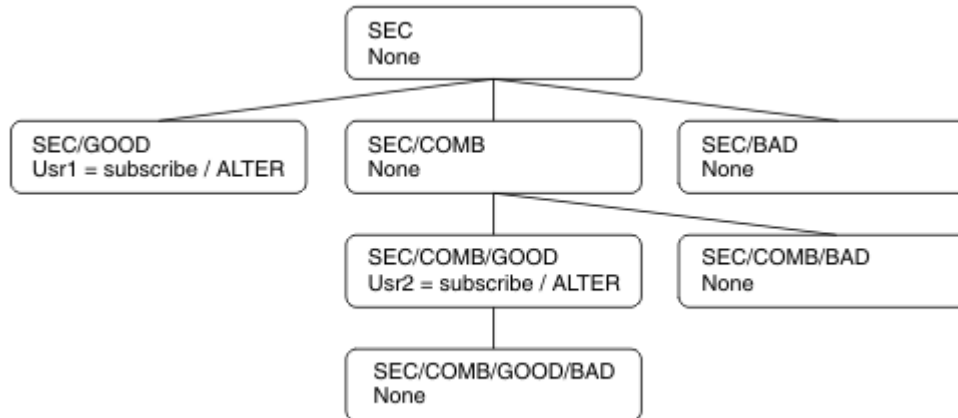 SEC
None
SEC/GOOD
Usr1 = subscribe / ALTER
SEC/COMB
None
SEC/BAD
None
SEC/COMB/GOOD
Usr2 = subscribe / ALTER
SEC/COMB/BAD
None
SEC/COMB/GOOD/BAD
None